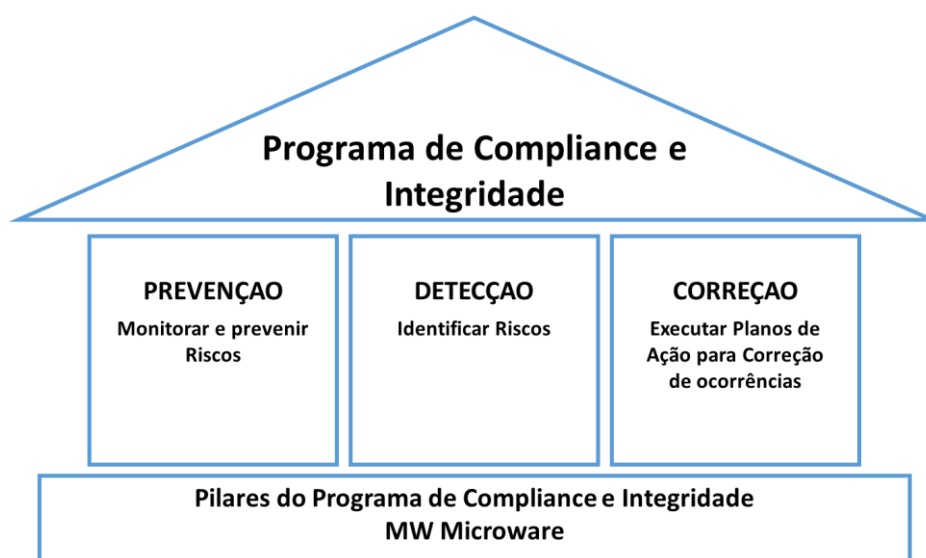 Programa de Compliance e
Integridade
PREVENÇAO
Monitorar e prevenir
Riscos
DETECÇAO
Identificar Riscos
CORREÇAO
Executar Planos de
Ação para Correção
de ocorrências
Pilares do Programa de Compliance e Integridade
MW Microware